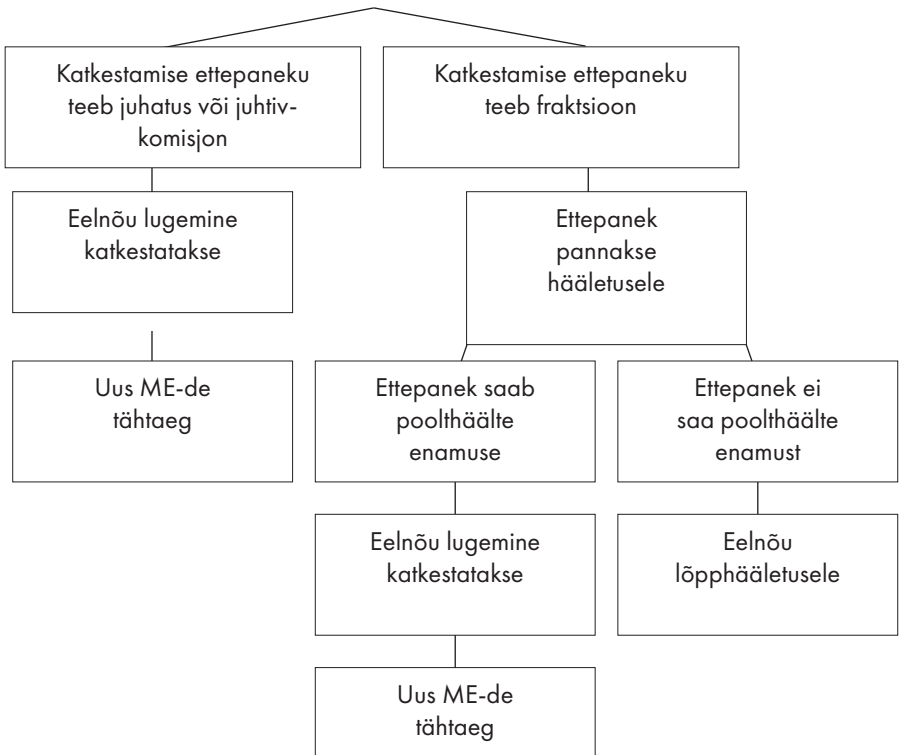 Katkestamise ettepaneku
teeb juhatus või juhtiv-
komisjon
Katkestamise ettepaneku
teeb fraktsioon
Eelnõu lugemine
katkestatakse
Ettepanek
pannakse
hääletusele
Uus ME-de
tähtaeg
Ettepanek saab
poolthäälte
enamuse
Ettepanek ei
saa poolthäälte
enamust
Eelnõu lugemine
katkestatakse
Eelnõu
lõpphääletusele
Uus ME-de
tähtaeg